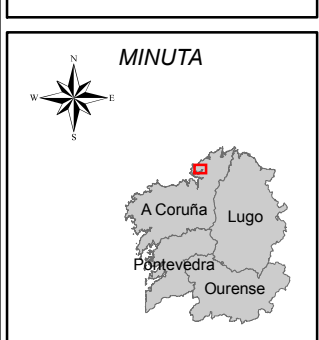 MINUTA
N
W E
S
A Coruña
Lugo
Pontevedra
Ourense